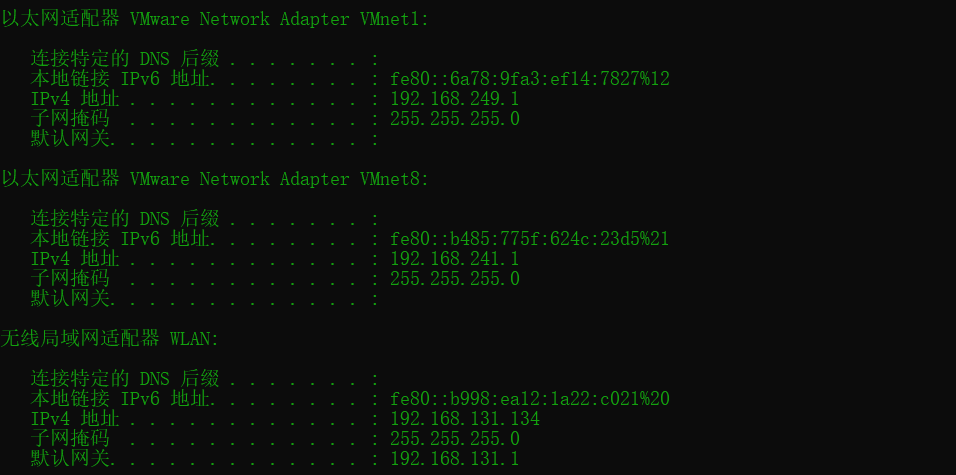 以太网适配器 VMware Network Adapter VMnet1:
连接特定的 DNS 后缀 . . . . . . . :
本地链接 IPv6 地址. . . . . . . . : fe80::6a78:9fa3:ef14:7827%12
IPv4 地址 . . . . . . . . . . . . : 192.168.249.1
子网掩码  . . . . . . . . . . . . : 255.255.255.0
默认网关. . . . . . . . . . . . . :
以太网适配器 VMware Network Adapter VMnet8:
连接特定的 DNS 后缀 . . . . . . . :
本地链接 IPv6 地址. . . . . . . . : fe80::b485:775f:624c:23d5%21
IPv4 地址 . . . . . . . . . . . . : 192.168.241.1
子网掩码  . . . . . . . . . . . . : 255.255.255.0
默认网关. . . . . . . . . . . . . :
无线局域网适配器 WLAN:
连接特定的 DNS 后缀 . . . . . . . :
本地链接 IPv6 地址. . . . . . . . : fe80::b998:ea12:1a22:c021%20
IPv4 地址 . . . . . . . . . . . . : 192.168.131.134
子网掩码  . . . . . . . . . . . . : 255.255.255.0
默认网关. . . . . . . . . . . . . : 192.168.131.1